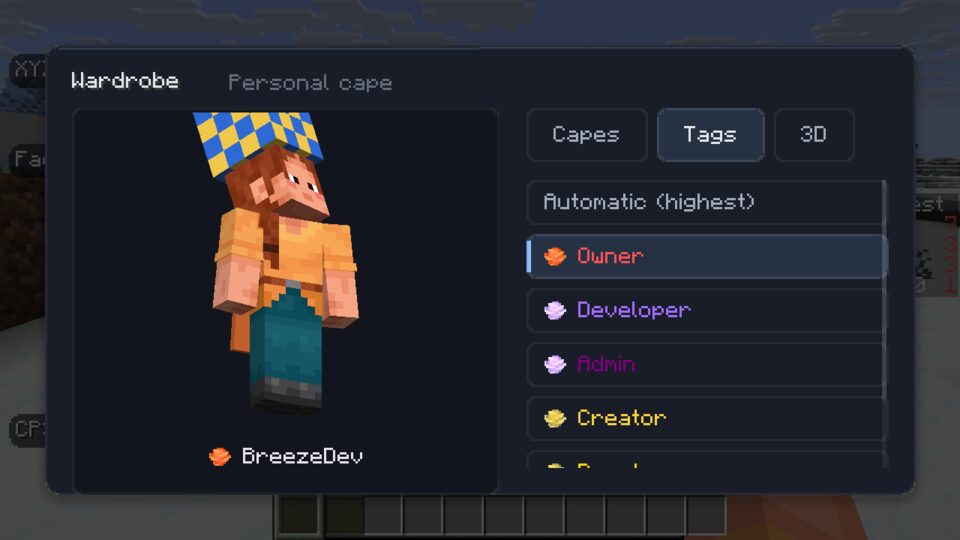 Wardrobe
Personal cape
Capes
Tags
3D
Automatic (highest)
Owner
Developer
Admin
Creator
BreezeDev